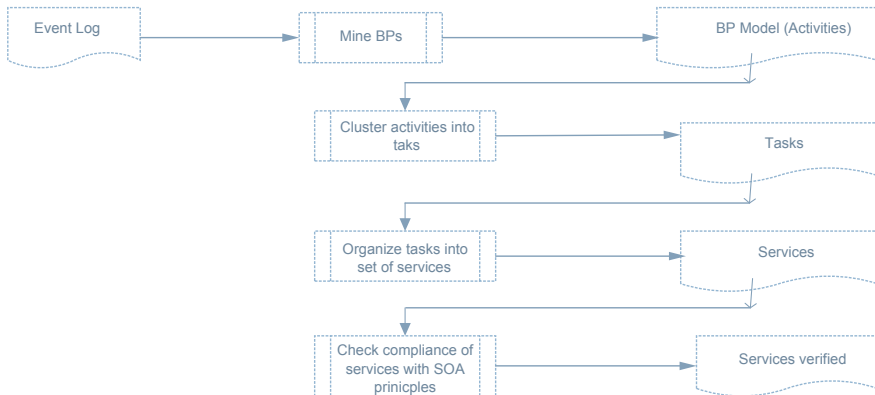 Event Log
Mine BPs
BP Model (Activities)
Cluster activities into
taks
Tasks
Organize tasks into
set of services
Services
Check compliance of
services with SOA
prinicples
Services verified